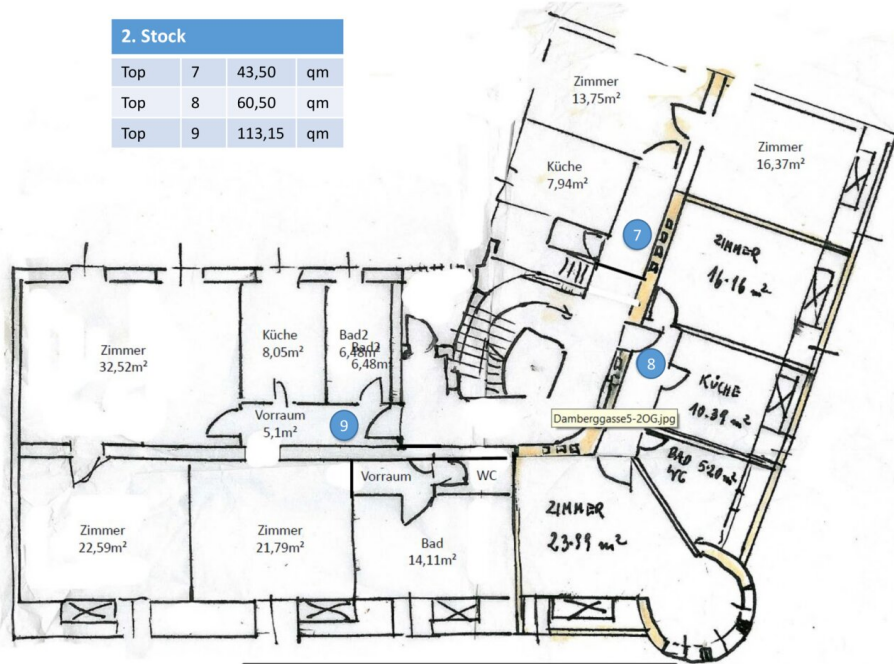 2. Stock
Top 7 43,50 qm
Top 8 60,50 qm
Top 9 113,15 qm
Zimmer
13,75m²
Zimmer
16,37m²
Küche
7,94m²
7
ZIMMER
16.16 m²
Zimmer
32,52m²
Küche
8,05m²
Bad2
6,48m²
Bad2
6,48m²
8
KÜCHE
10.39 m²
Vorraum
5,1m²
9
Damberggasse5-2OG.jpg
BAD 5.20m²
WC
Vorraum
WC
Zimmer
22,59m²
Zimmer
21,79m²
Bad
14,11m²
ZIMMER
23.99 m²